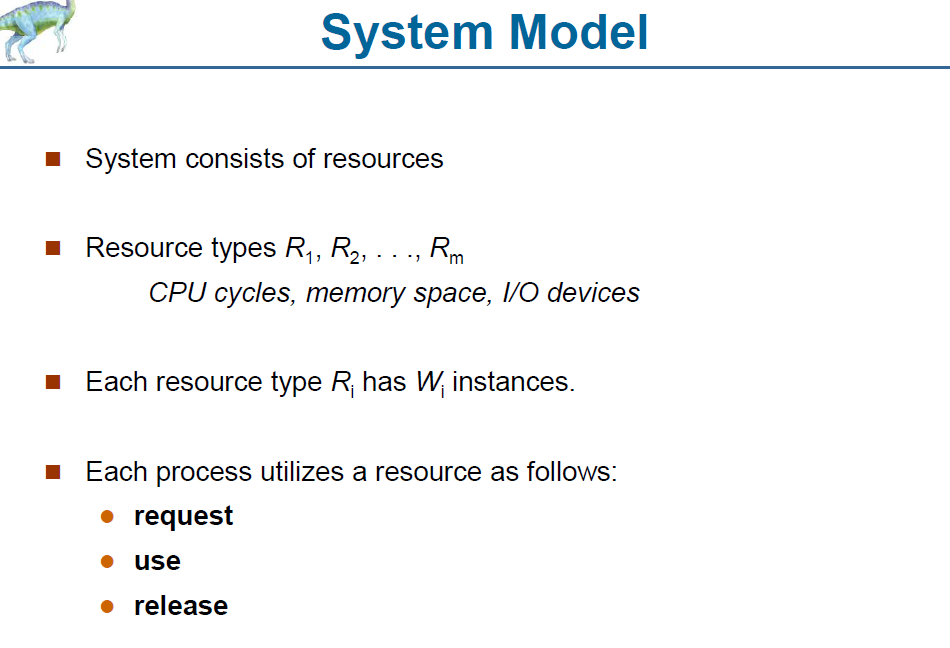 System Model
System consists of resources
Resource types R1, R2, . . ., Rm
CPU cycles, memory space, I/O devices
Each resource type Ri has Wi instances.
Each process utilizes a resource as follows:
request
use
release